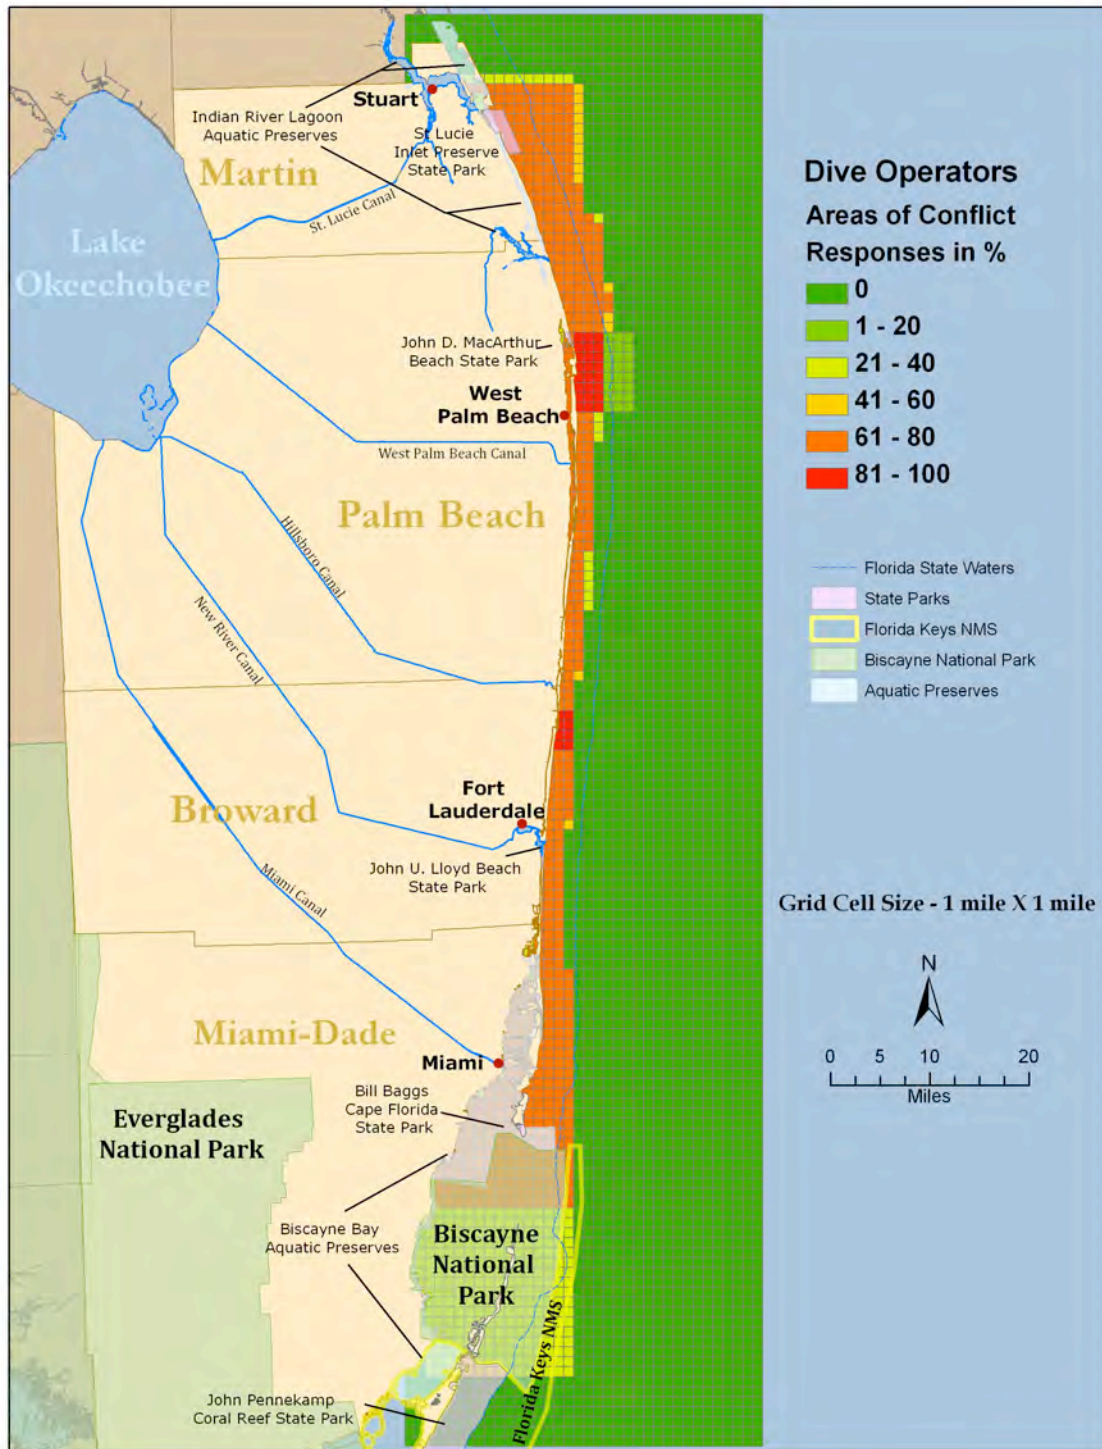 Stuart
Indian River Lagoon
Aquatic Preserves
St Lucie
Inlet Preserve
State Park
Martin
St. Lucie Canal
Lake
Okeechobee
John D. MacArthur
Beach State Park
West
Palm Beach
West Palm Beach Canal
Palm Beach
Hillsboro Canal
New River Canal
Fort
Lauderdale
Broward
John U. Lloyd Beach
State Park
Miami Canal
Miami-Dade
Miami
Bill Baggs
Cape Florida
State Park
Everglades
National Park
Biscayne Bay
Aquatic Preserves
Biscayne
National
Park
Florida Keys NMS
John Pennekamp
Coral Reef State Park
Dive Operators
Areas of Conflict
Responses in %
0
1 - 20
21 - 40
41 - 60
61 - 80
81 - 100
Florida State Waters
State Parks
Florida Keys NMS
Biscayne National Park
Aquatic Preserves
Grid Cell Size - 1 mile X 1 mile
N
0 5 10 20
Miles